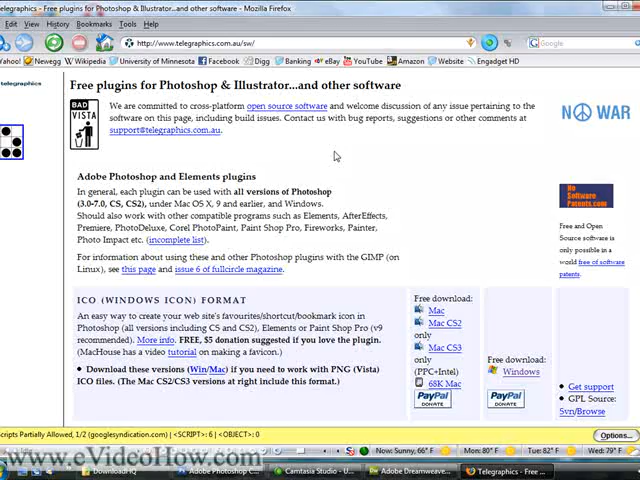 - Free plugins for Photoshop & Illustrator...and other software - Mozilla Firefox
Edit View History Bookmarks Tools Help
http://www.telegraphics.com.au/sw/
Google
Yahoo! Newegg Wikipedia University of Minnesota Facebook Digg Banking eBay YouTube Amazon Website Engadget HD
telegraphics
Free plugins for Photoshop & Illustrator...and other software
BAD VISTA
We are committed to cross-platform open source software and welcome discussion of any issue pertaining to the
software on this page, including build issues. Contact us with bug reports, suggestions or other comments at
support@telegraphics.com.au.
NO WAR
Adobe Photoshop and Elements plugins
In general, each plugin can be used with all versions of Photoshop
(3.0-7.0, CS, CS2), under Mac OS X, 9 and earlier, and Windows.
Should also work with other compatible programs such as Elements, AfterEffects,
Premiere, PhotoDeluxe, Corel PhotoPaint, Paint Shop Pro, Fireworks, Painter,
Photo Impact etc. (incomplete list).
For information about using these and other Photoshop plugins with the GIMP (on
Linux), see this page and issue 6 of fullcircle magazine.
No
Software
Patents.com
Free and Open
Source software is
only possible in a
world free of software
patents.
ICO (WINDOWS ICON) FORMAT
An easy way to create your web site's favourites/shortcut/bookmark icon in
Photoshop (all versions including CS and CS2), Elements or Paint Shop Pro (v9
recommended). More info. FREE, $5 donation suggested if you love the plugin.
(MacHouse has a video tutorial on making a favicon.)
• Download these versions (Win/Mac) if you need to work with PNG (Vista)
ICO files. (The Mac CS2/CS3 versions at right include this format.)
Free download:
Mac
Mac CS2
only
Mac CS3
(PPC+Intel)
68K Mac
PayPal
DONATE
Free download:
Windows
PayPal
DONATE
• Get support
• GPL Source:
Svn/Browse
Scripts Partially Allowed, 1/2 (googlesyndication.com) | <SCRIPT>: 6 | <OBJECT>: 0
Options...
Now: Sunny, 66° F Mon: 80° F Tue: 82° F Wed: 79° F
www.eVideoHow.com
DownloadHQ Adobe Photoshop C... Camtasia Studio - U... Adobe Dreamweave... Telegraphics - Free ...